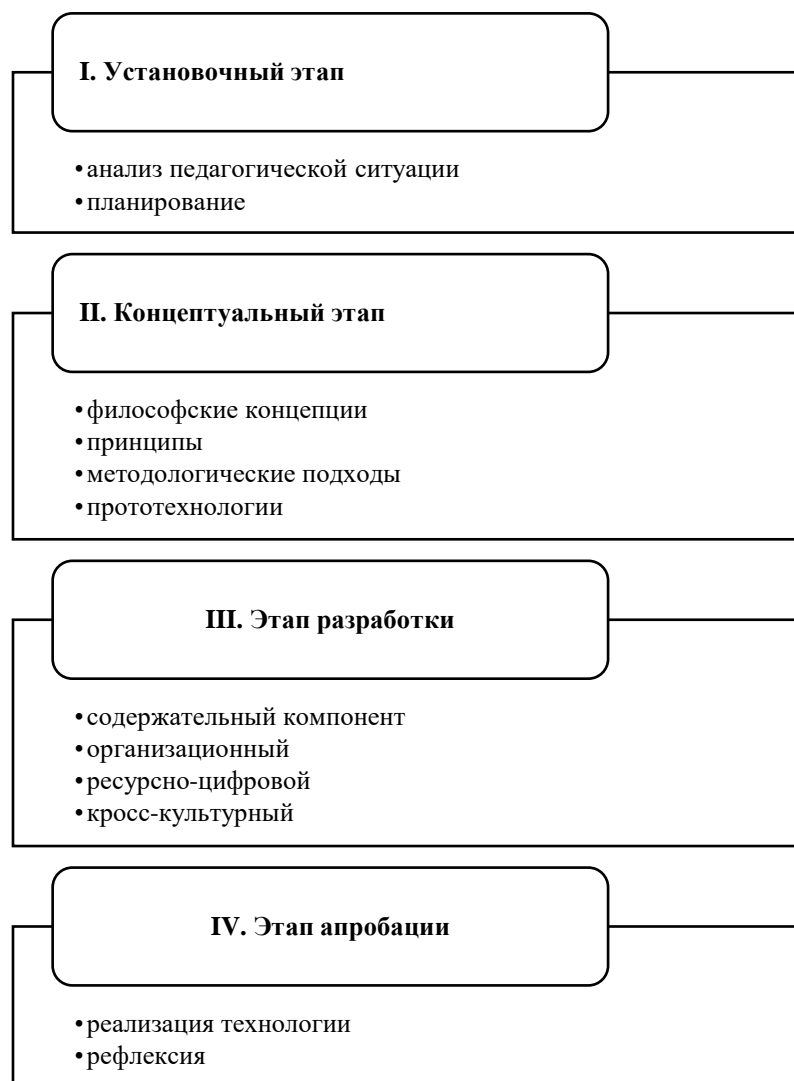 I. Установочный этап
•анализ педагогической ситуации
•планирование
II. Концептуальный этап
•философские концепции
•принципы
•методологические подходы
•прототехнологии
III. Этап разработки
•содержательный компонент
•организационный
•ресурсно-цифровой
•кросс-культурный
IV. Этап апробации
•реализация технологии
•рефлексия